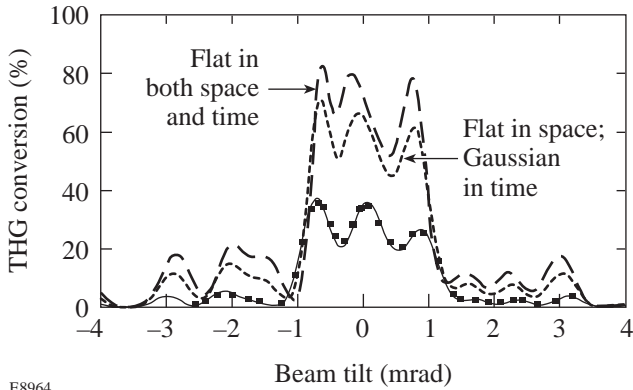 100
80
60
40
20
0
THG conversion (%)
Flat in
both space
and time
Flat in space;
Gaussian
in time
–4 –3 –2 –1 0 1 2 3 4
Beam tilt (mrad)
E8964